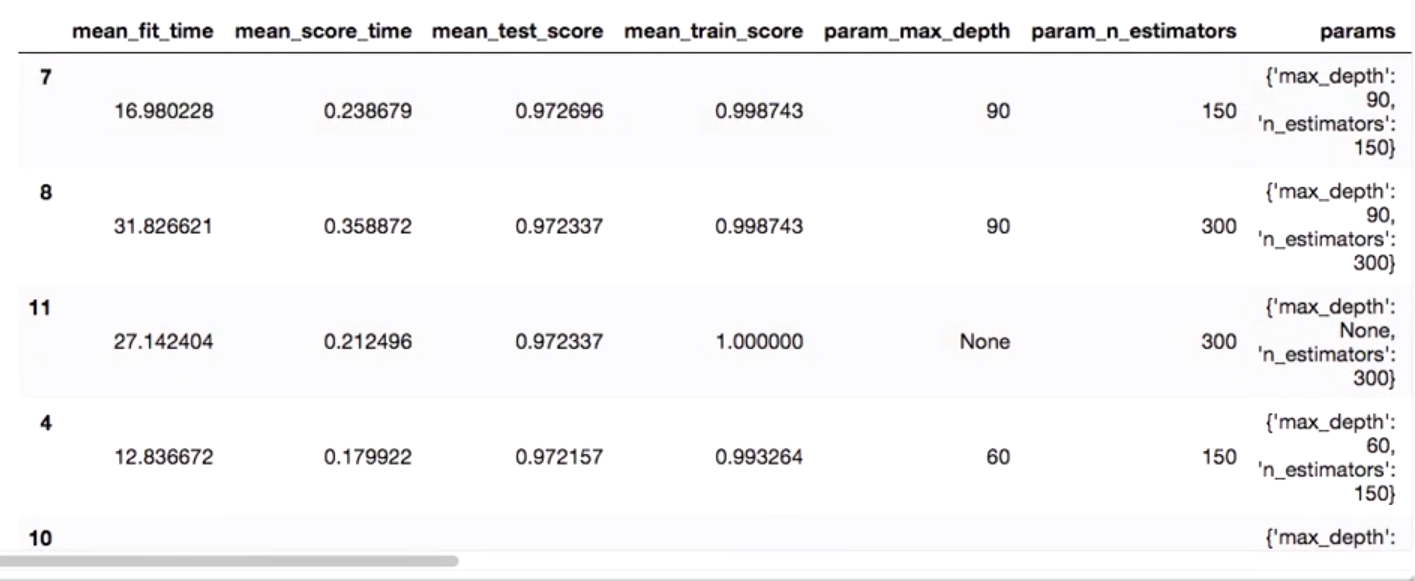 mean_fit_time mean_score_time mean_test_score mean_train_score param_max_depth param_n_estimators params
7 {'max_depth':
16.980228 0.238679 0.972696 0.998743 90 150 90,
'n_estimators':
150}
8 {'max_depth':
31.826621 0.358872 0.972337 0.998743 90 300 90,
'n_estimators':
300}
11 {'max_depth':
27.142404 0.212496 0.972337 1.000000 None 300 None,
'n_estimators':
300}
4 {'max_depth':
12.836672 0.179922 0.972157 0.993264 60 150 60,
'n_estimators':
150}
10 {'max_depth':